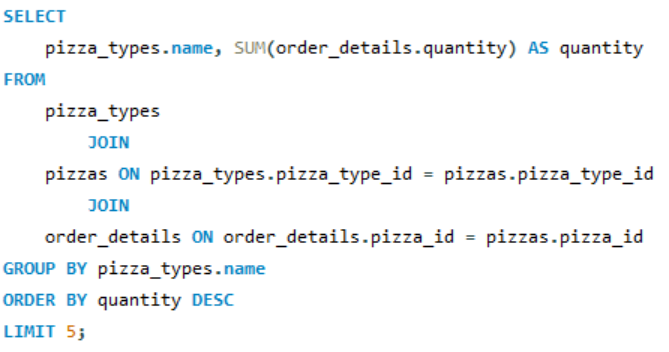 SELECT
    pizza_types.name, SUM(order_details.quantity) AS quantity
FROM
    pizza_types
        JOIN
    pizzas ON pizza_types.pizza_type_id = pizzas.pizza_type_id
        JOIN
    order_details ON order_details.pizza_id = pizzas.pizza_id
GROUP BY pizza_types.name
ORDER BY quantity DESC
LIMIT 5;